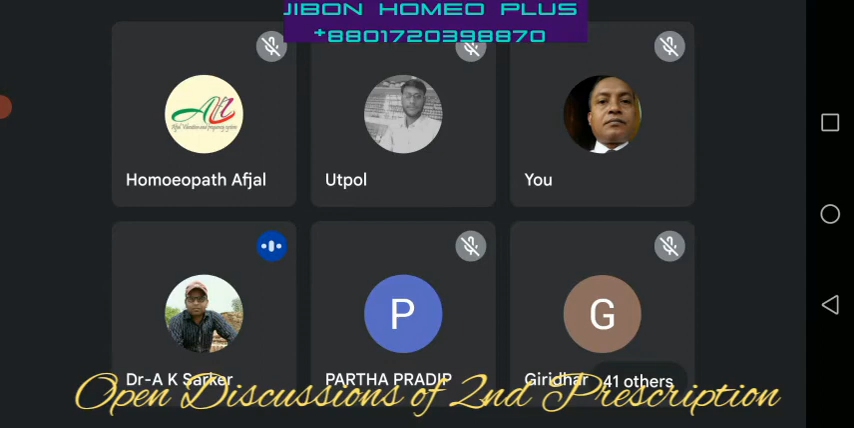 JIBON HOMEO PLUS
+8801720398870
Homoeopath Afjal
Utpol
You
P
G
Dr-A K Sarker
PARTHA PRADIP
Giridhar
41 others
Open Discussions of 2nd Prescription